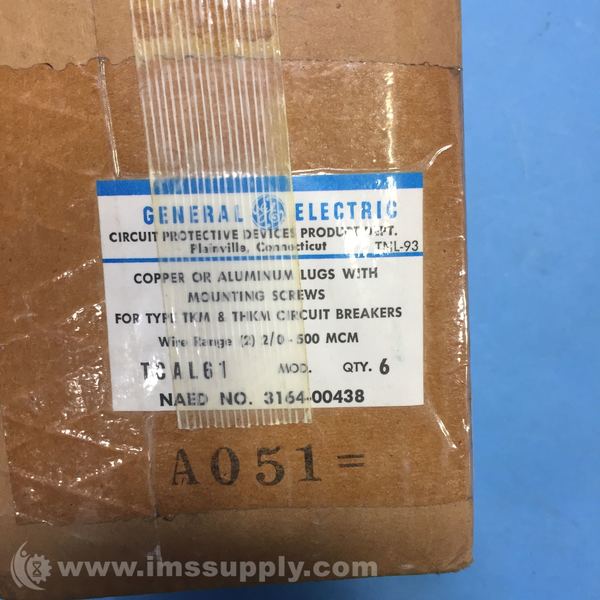 GENERAL GE ELECTRIC
CIRCUIT PROTECTIVE DEVICES PRODUCT DEPT.
Plainville, Connecticut TNL-93
COPPER OR ALUMINUM LUGS WITH
MOUNTING SCREWS
FOR TYPE TKM & THKM CIRCUIT BREAKERS
Wire Range (2) 2/0-500 MCM
TCAL61 MOD. QTY. 6
NAED NO. 3164-00438
A051=
www.imssupply.com